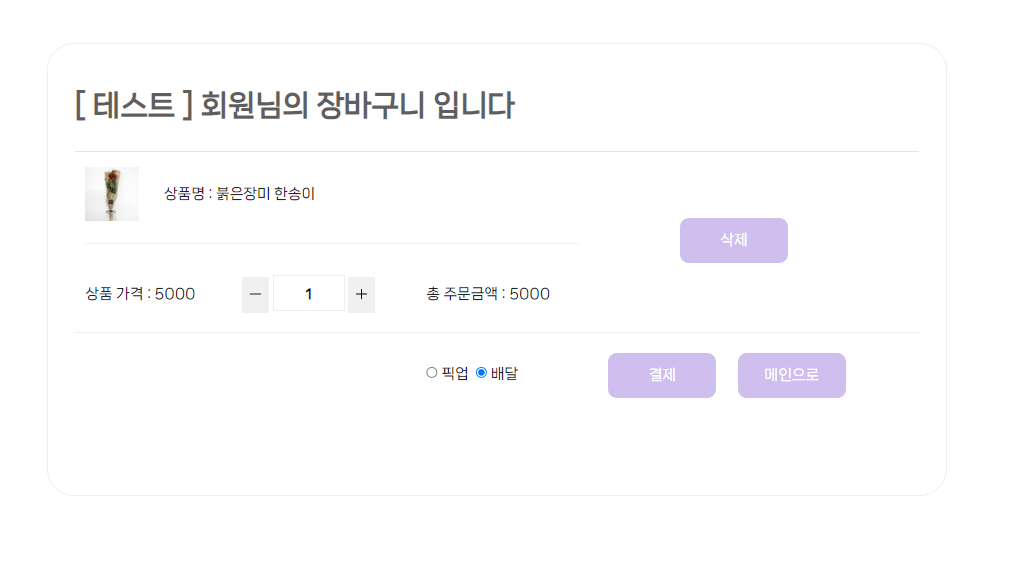 [ 테스트 ] 회원님의 장바구니 입니다
상품명 : 붉은장미 한송이
삭제
상품 가격 : 5000 − 1 + 총 주문금액 : 5000
픽업 배달 결제 메인으로